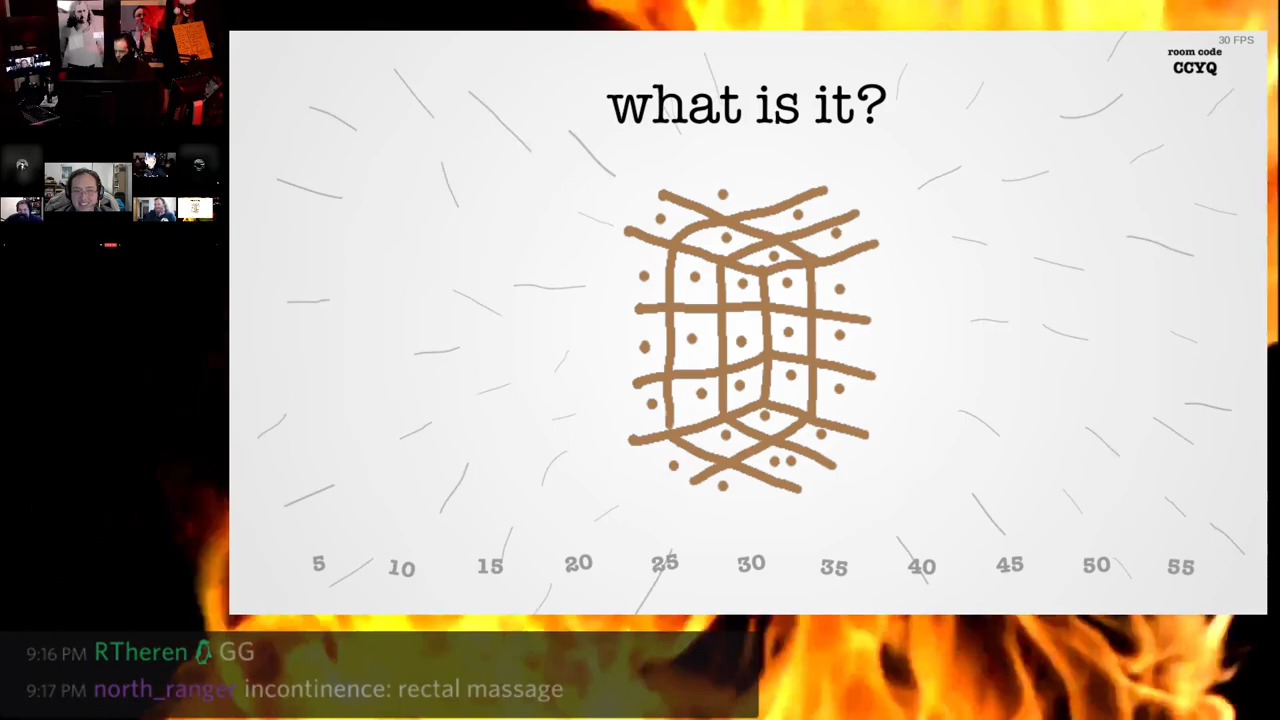 30 FPS
room code
CCYQ
what is it?
5 10 15 20 25 30 35 40 45 50 55
9:16 PM RTheren GG
9:17 PM north_ranger incontinence: rectal massage